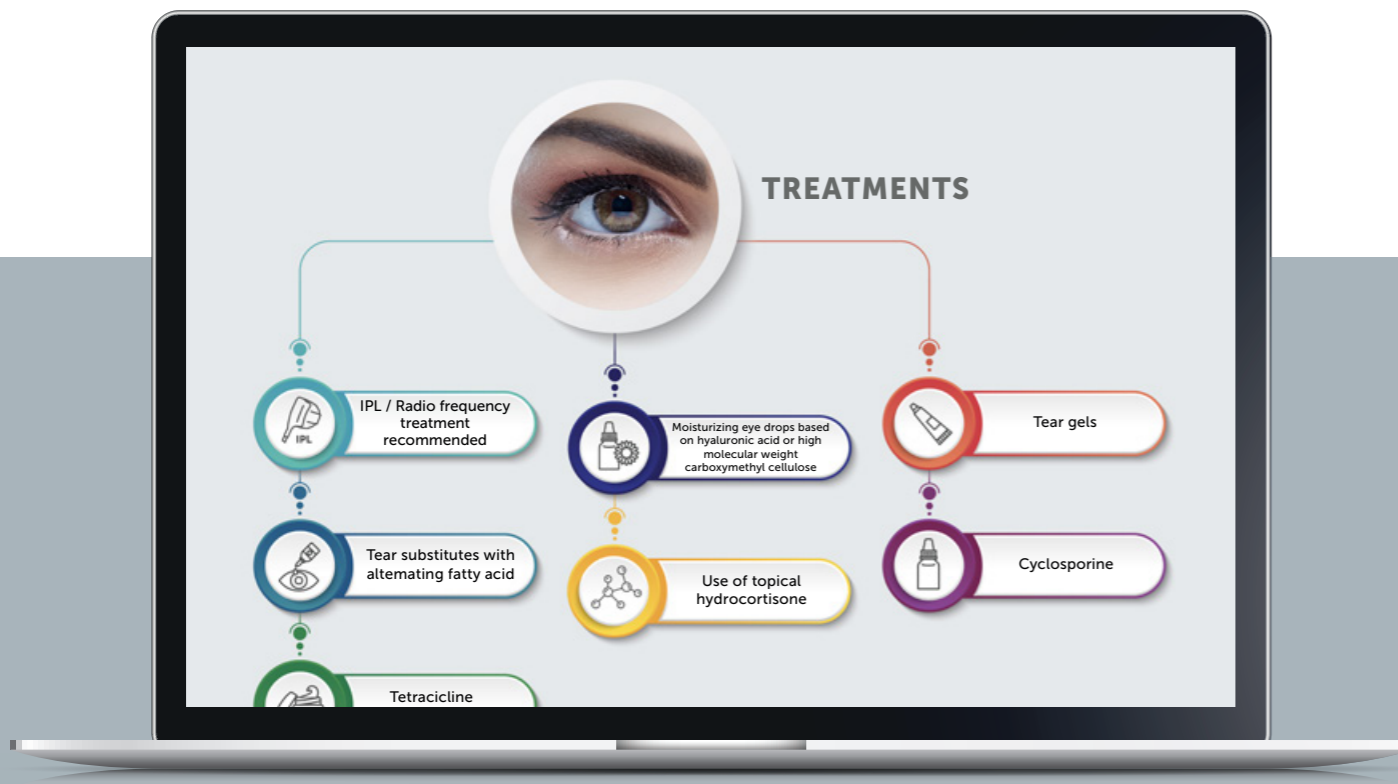 TREATMENTS
IPL / Radio frequency
treatment
recommended
IPL
Tear substitutes with
altemating fatty acid
Tetracicline
Moisturizing eye drops based
on hyaluronic acid or high
molecular weight
carboxymethyl cellulose
Use of topical
hydrocortisone
Tear gels
Cyclosporine